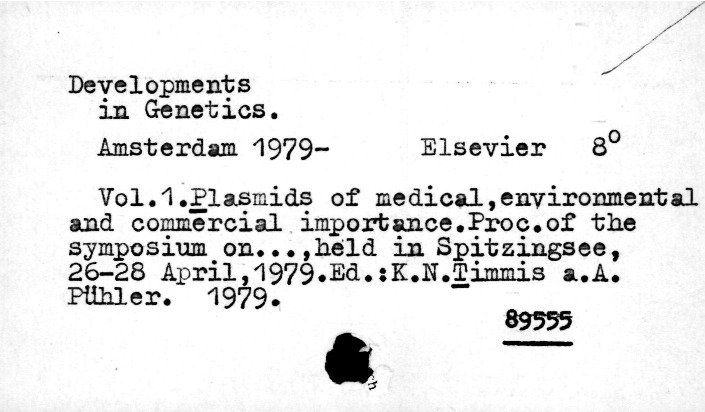 Developments
in Genetics.
Amsterdam 1979- Elsevier 8º
Vol.1.Plasmids of medical,environmental
and commercial importance.Proc.of the
symposium on...,held in Spitzingsee,
26-28 April,1979.Ed.:K.N.Timmis a.A.
Pühler. 1979.
89555